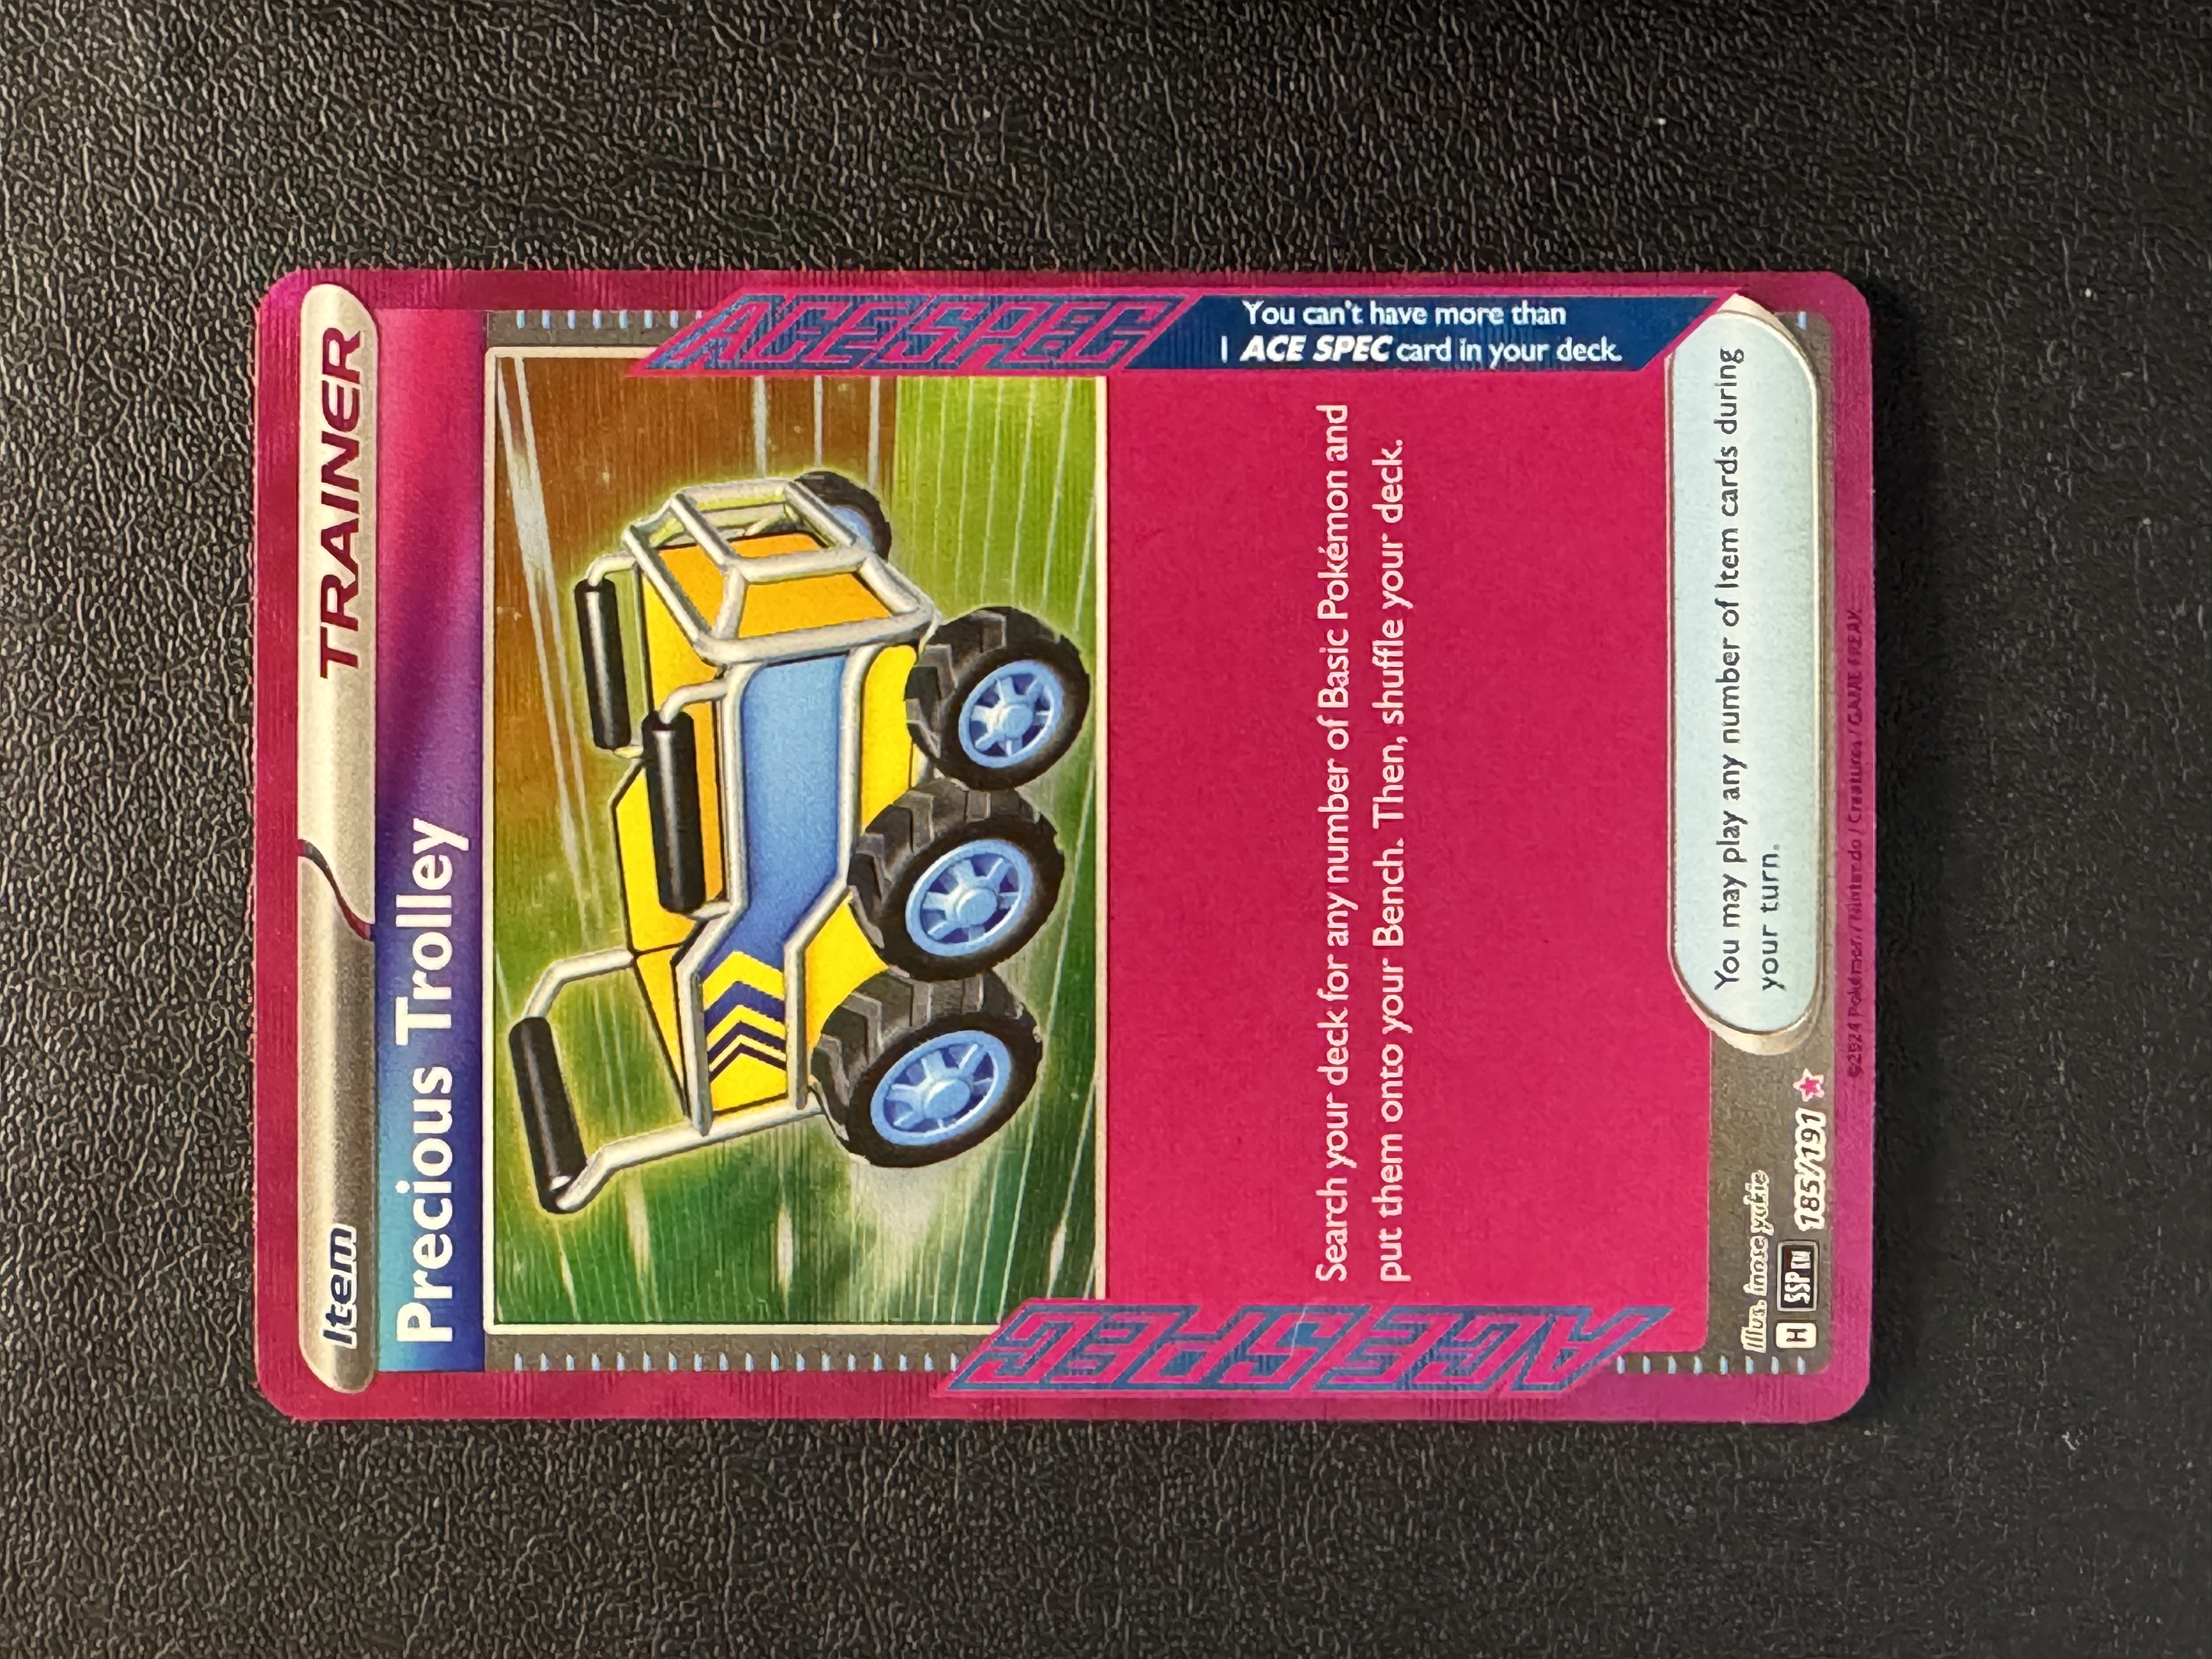 Item
TRAINER
Precious Trolley
ACE SPEC
You can't have more than
1 ACE SPEC card in your deck.
Search your deck for any number of Basic Pokémon and
put them onto your Bench. Then, shuffle your deck.
ACE SPEC
You may play any number of Item cards during
your turn.
Illus. inose yukie
H SSP EN 185/191
©2024 Pokémon / Nintendo / Creatures / GAME FREAK